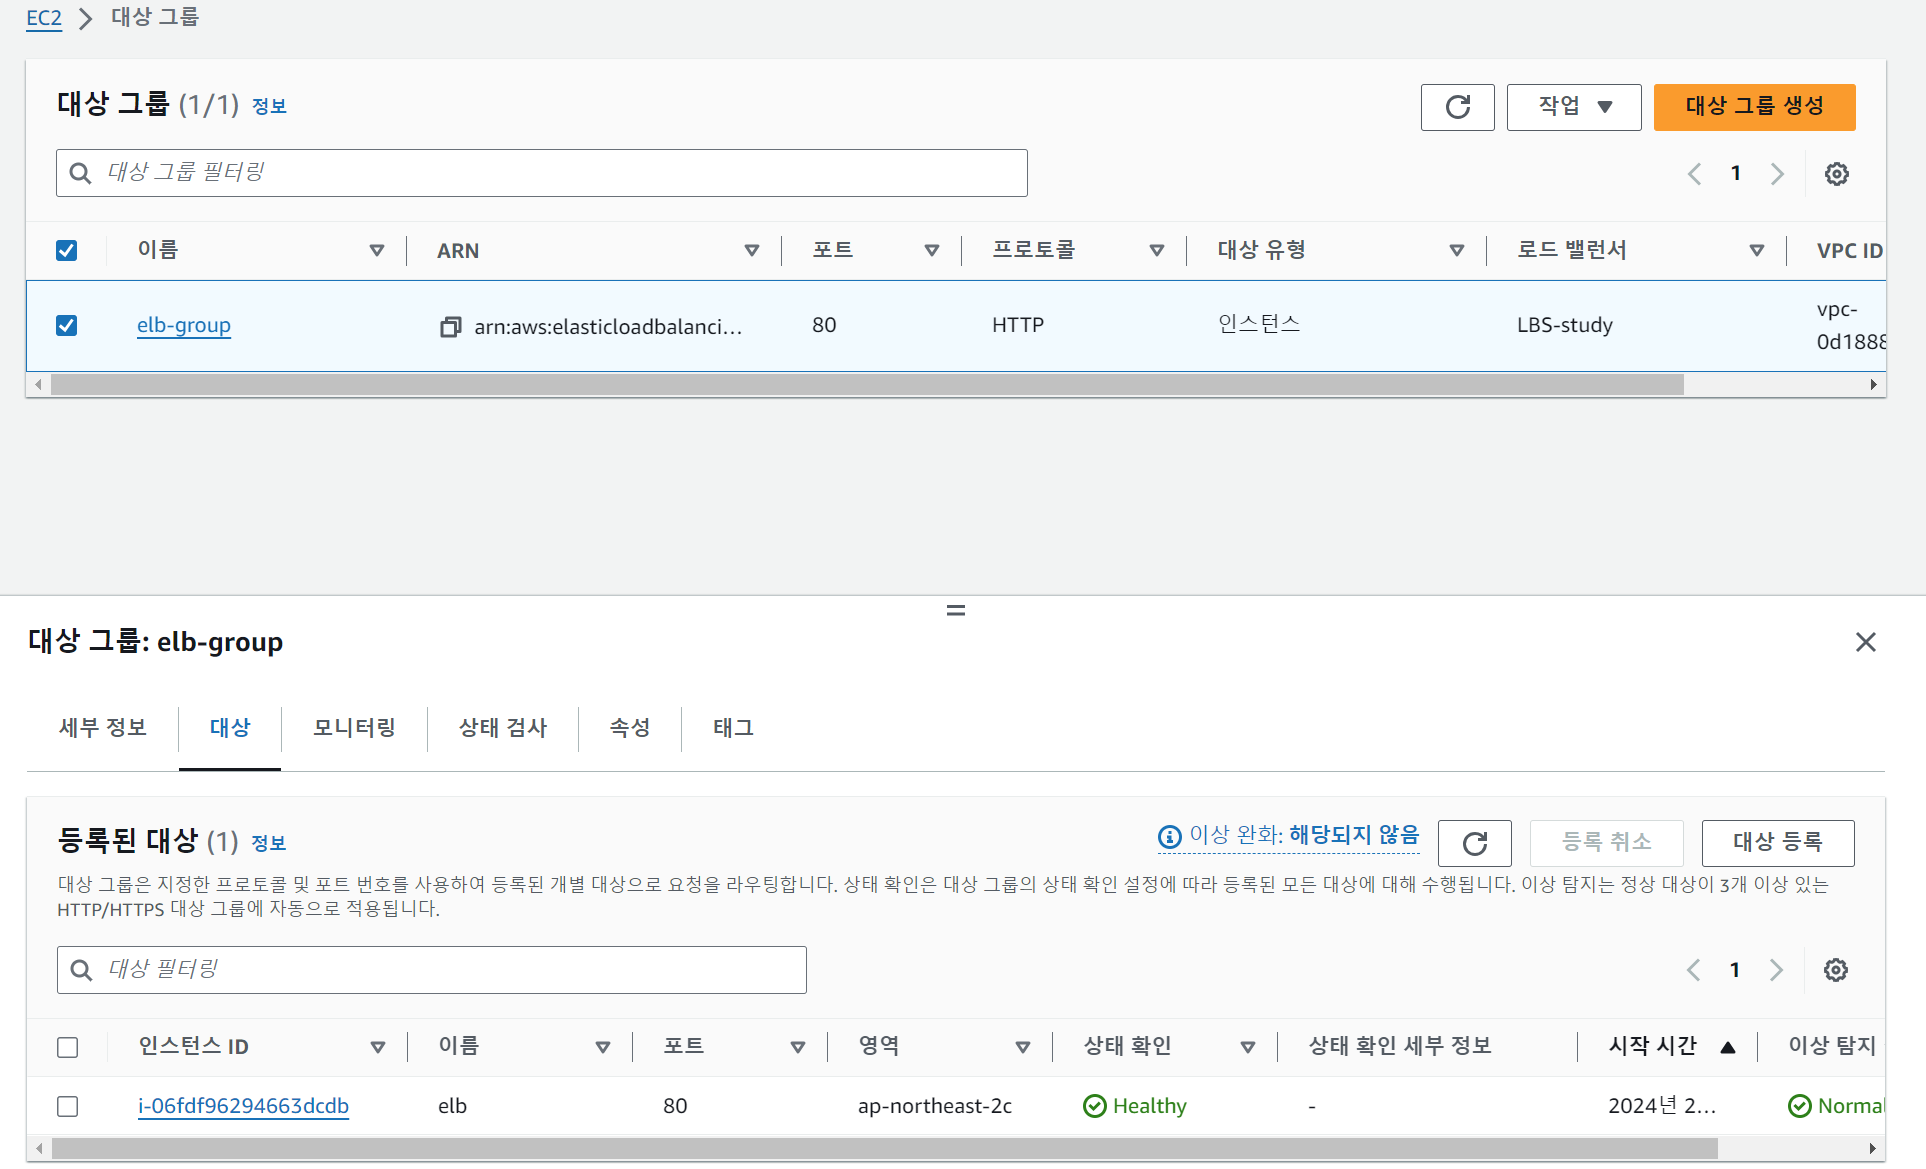 EC2 > 대상 그룹
대상 그룹 (1/1) 정보
작업
대상 그룹 생성
대상 그룹 필터링
1
이름 ARN 포트 프로토콜 대상 유형 로드 밸런서 VPC ID
elb-group arn:aws:elasticloadbalanci... 80 HTTP 인스턴스 LBS-study vpc-
0d1888
대상 그룹: elb-group
세부 정보 대상 모니터링 상태 검사 속성 태그
등록된 대상 (1) 정보
이상 완화: 해당되지 않음
등록 취소
대상 등록
대상 그룹은 지정한 프로토콜 및 포트 번호를 사용하여 등록된 개별 대상으로 요청을 라우팅합니다. 상태 확인은 대상 그룹의 상태 확인 설정에 따라 등록된 모든 대상에 대해 수행됩니다. 이상 탐지는 정상 대상이 3개 이상 있는
HTTP/HTTPS 대상 그룹에 자동으로 적용됩니다.
대상 필터링
1
인스턴스 ID 이름 포트 영역 상태 확인 상태 확인 세부 정보 시작 시간 이상 탐지
i-06fdf96294663dcdb elb 80 ap-northeast-2c Healthy - 2024년 2... Normal